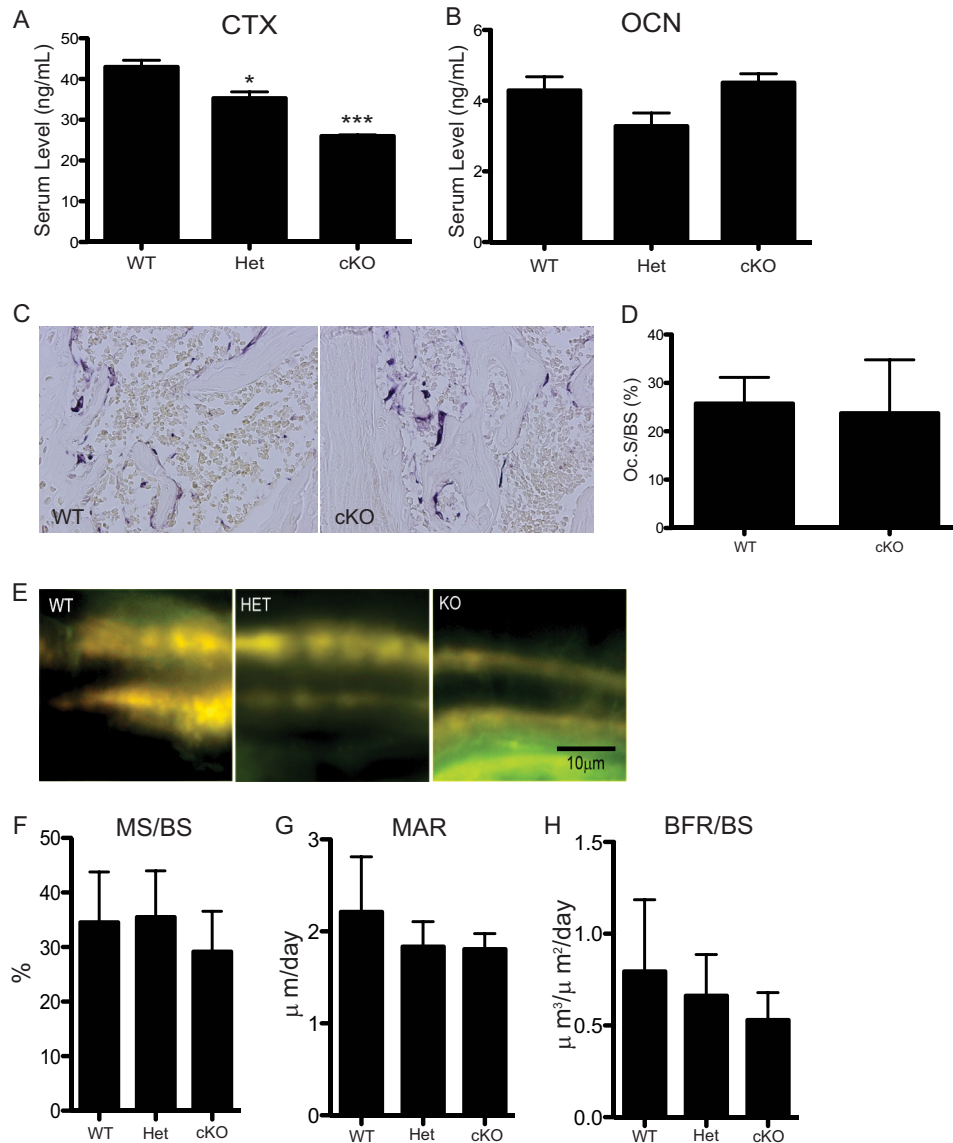 A
CTX
Serum Level (ng/mL)
50
40
30
20
10
0
*
***
WT
Het
cKO
B
OCN
Serum Level (ng/mL)
6
4
2
0
WT
Het
cKO
C
WT
cKO
D
Oc.S/BS (%)
40
30
20
10
0
WT
cKO
E
WT
HET
KO
10μm
F
MS/BS
%
50
40
30
20
10
0
WT
Het
cKO
G
MAR
μ m/day
3
2
1
0
WT
Het
cKO
H
BFR/BS
μ m³/μ m²/day
1.5
1.0
0.5
0.0
WT
Het
cKO